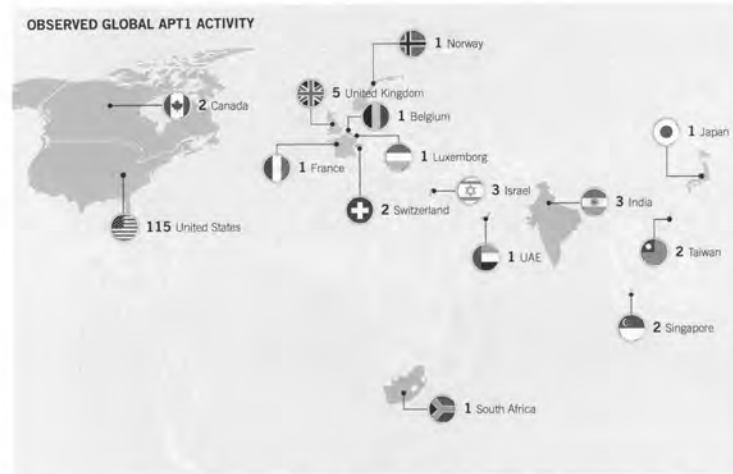 OBSERVED GLOBAL APT1 ACTIVITY
1 Norway
5 United Kingdom
2 Canada
1 Belgium
1 Japan
1 France
1 Luxemborg
3 Israel
3 India
2 Switzerland
115 United States
1 UAE
2 Taiwan
2 Singapore
1 South Africa